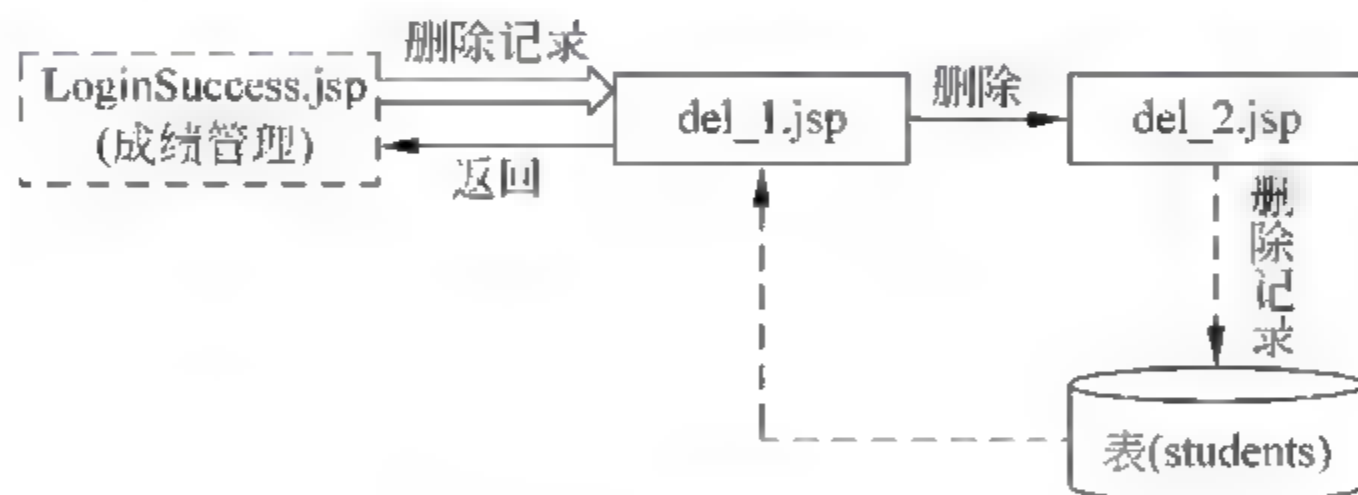 删除记录
LoginSuccess.jsp
(成绩管理)
返回
del_1.jsp
删除
del_2.jsp
删除记录
表(students)